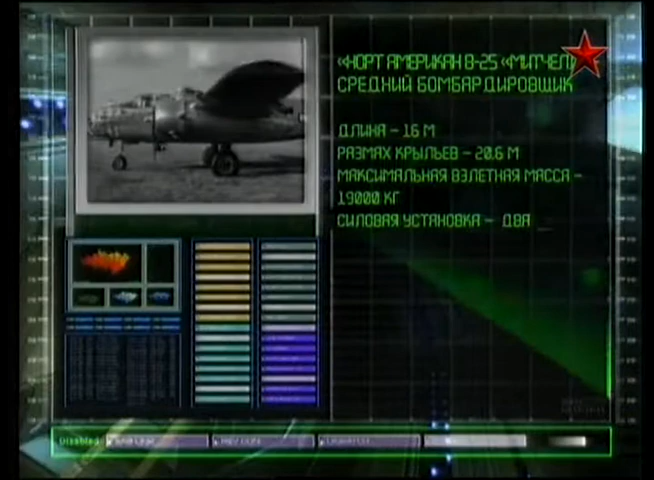 «НОРТ АМЕРИКАН В-25 «МИТЧЕЛ
СРЕДНИЙ БОМБАРДИРОВЩИК
ДЛИНА – 16 М
РАЗМАХ КРЫЛЬЕВ – 20.6 М
МАКСИМАЛЬНАЯ ВЗЛЕТНАЯ МАССА –
19000 КГ
СИЛОВАЯ УСТАНОВКА – ДВА _
Disabled